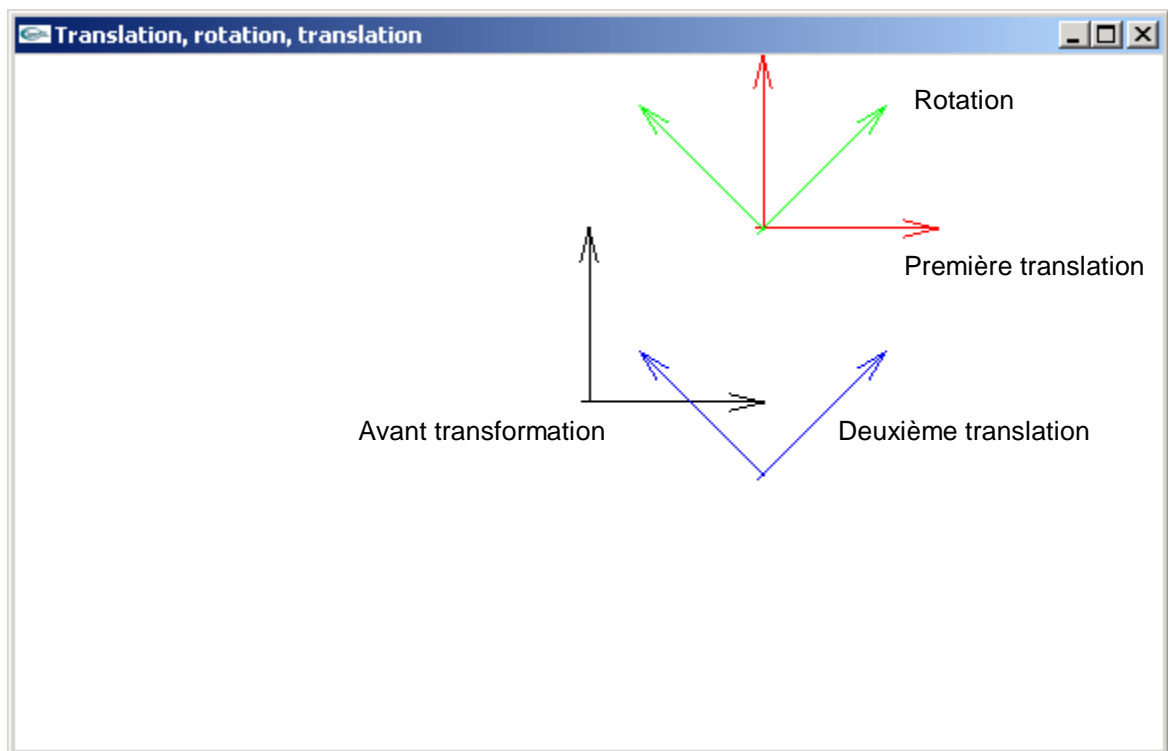 Translation, rotation, translation
Rotation
Première translation
Avant transformation
Deuxième translation